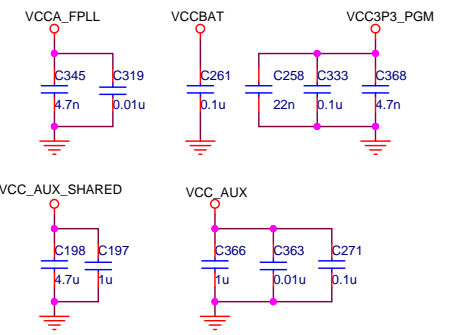 VCCA_FPLL VCCBAT VCC3P3_PGM
C345 C319 C261 C258 C333 C368
4.7n 0.01u 0.1u 22n 0.1u 4.7n
VCC_AUX_SHARED VCC_AUX
C198 C197 C366 C363 C271
4.7u 1u 1u 0.01u 0.1u